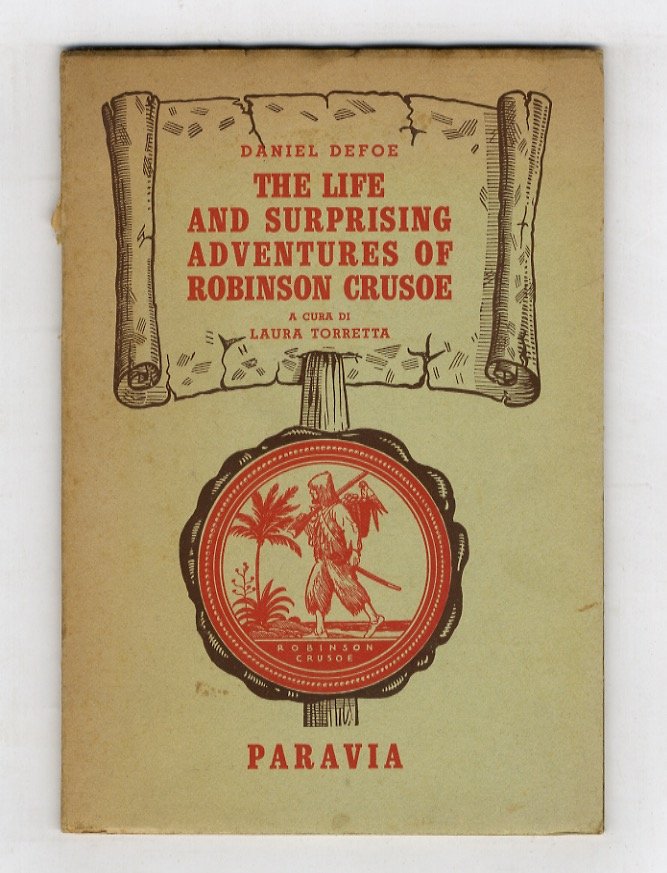 DANIEL DEFOE
THE LIFE
AND SURPRISING
ADVENTURES OF
ROBINSON CRUSOE
A CURA DI
LAURA TORRETTA
ROBINSON
CRUSOE
PARAVIA